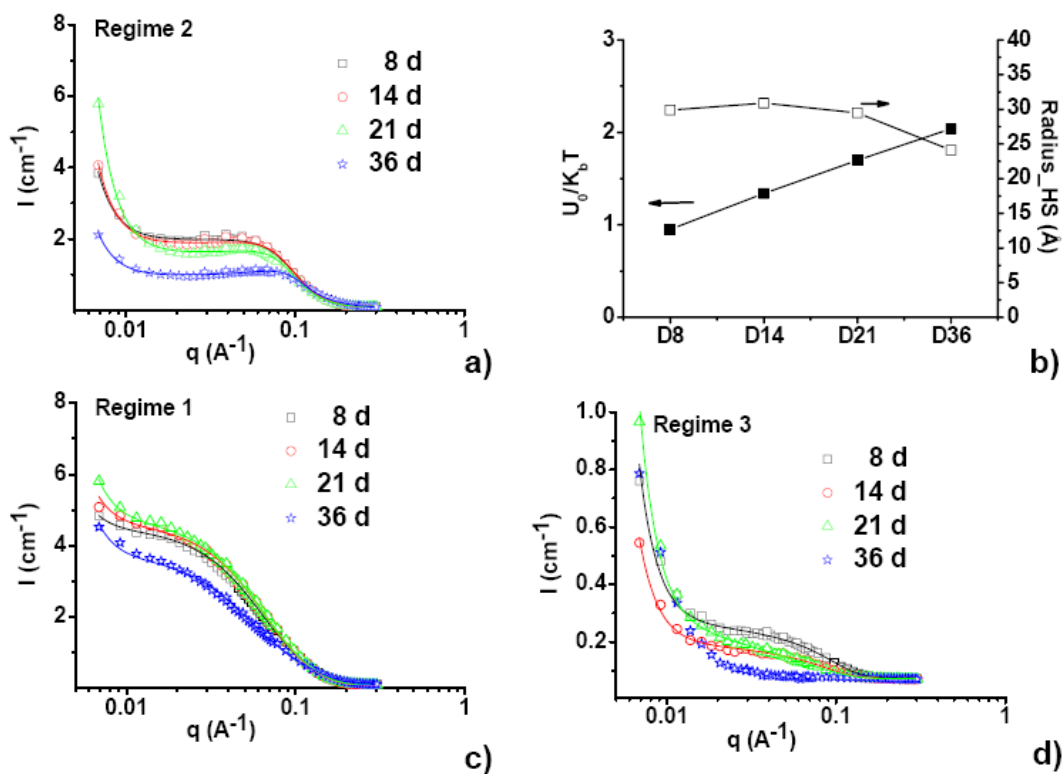 Regime 2
8 d
14 d
21 d
36 d
8
6
4
2
I (cm⁻¹)
0.01 0.1 1
q (A⁻¹)
a)
3
2
1
0
U₀/KbT
40
35
30
25
20
15
10
5
0
Radius_HS (Å)
D8 D14 D21 D36
b)
Regime 1
8 d
14 d
21 d
36 d
8
6
4
2
I (cm⁻¹)
0.01 0.1 1
q (A⁻¹)
c)
Regime 3
8 d
14 d
21 d
36 d
1.0
0.8
0.6
0.4
0.2
I (cm⁻¹)
0.01 0.1 1
q (A⁻¹)
d)